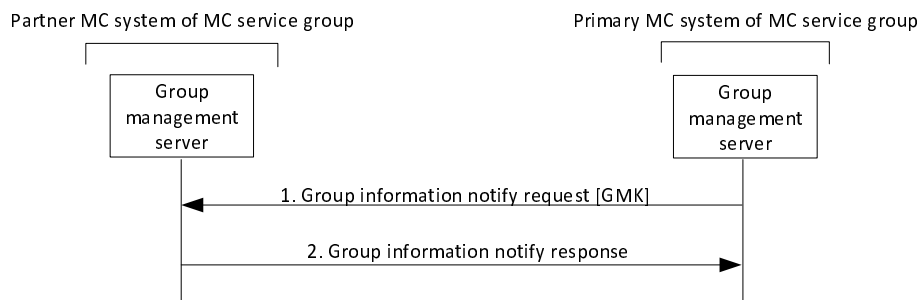 Partner MC system of MC service group
Primary MC system of MC service group
Group
management
server
Group
management
server
1. Group information notify request [GMK]
2. Group information notify response